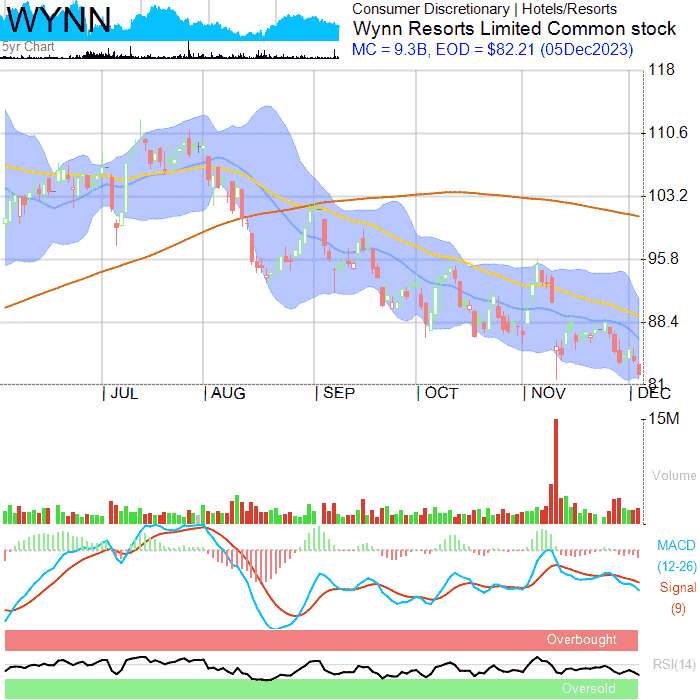 WYNN
5yr Chart
Consumer Discretionary | Hotels/Resorts
Wynn Resorts Limited Common stock
MC = 9.3B, EOD = $82.21 (05Dec2023)
118
110.6
103.2
95.8
88.4
81
JUL AUG SEP OCT NOV DEC
15M
Volume
MACD
(12-26)
Signal
(9)
Overbought
RSI(14)
Oversold